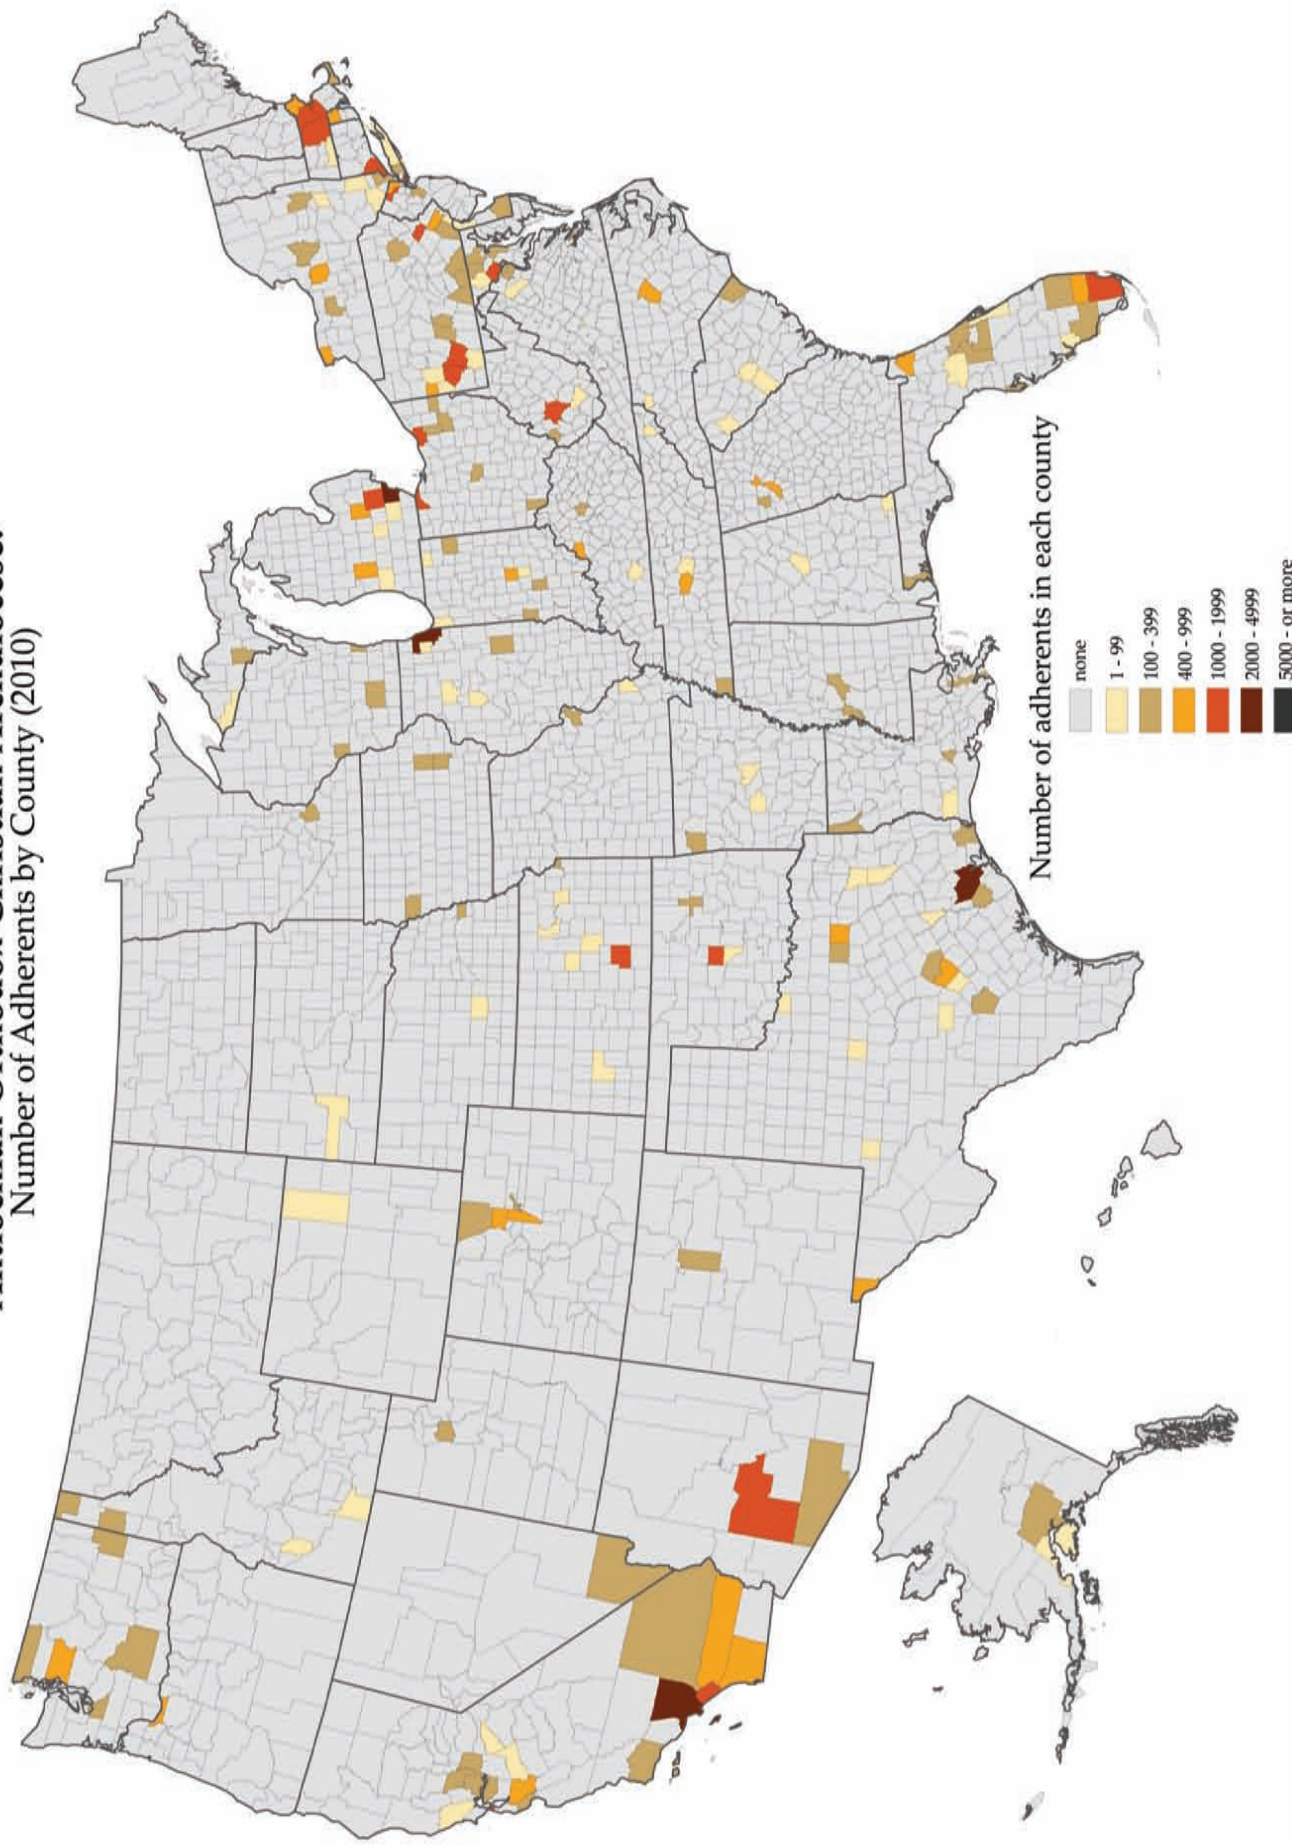 Number of Adherents by County (2010)
Number of adherents in each county
none
1 - 99
100 - 399
400 - 999
1000 - 1999
2000 - 4999
5000 - or more